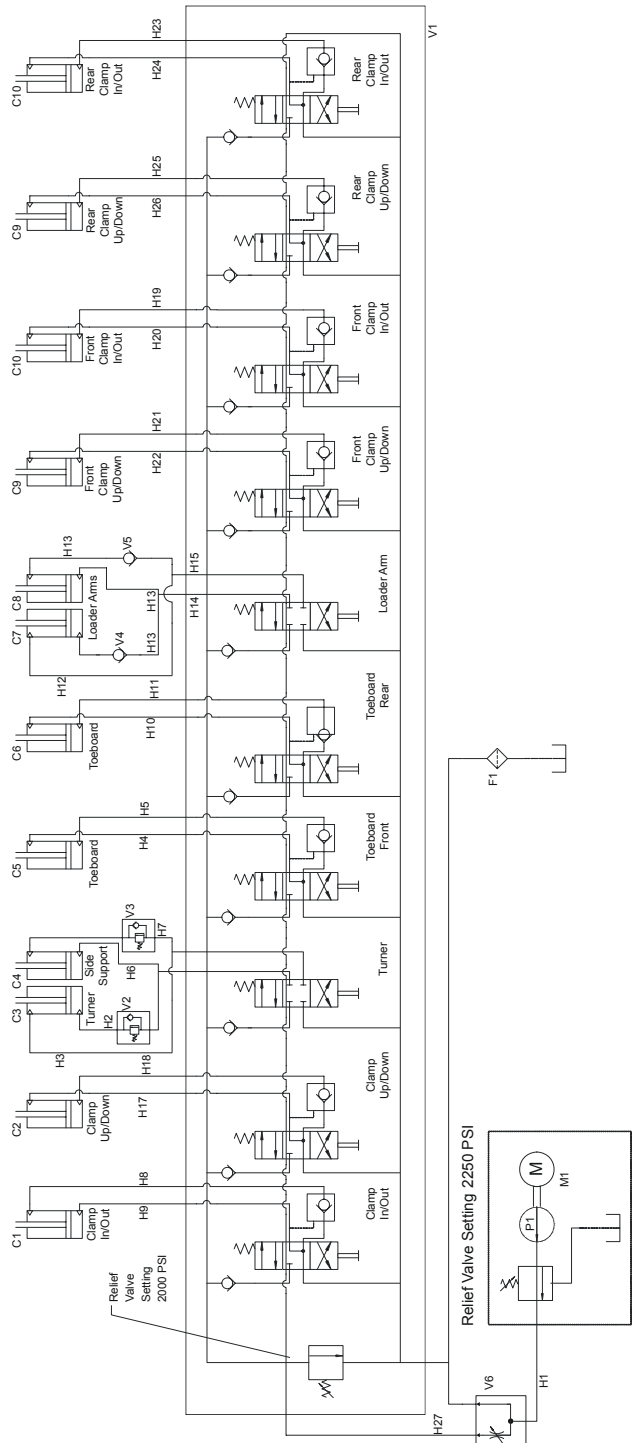 H23
H24
C10
Rear
Clamp
In/Out
Rear
Clamp
In/Out
V1
H25
H26
C9
Rear
Clamp
Up/Down
Rear
Clamp
Up/Down
H19
H20
C10
Front
Clamp
In/Out
Front
Clamp
In/Out
H21
H22
C9
Front
Clamp
Up/Down
Front
Clamp
Up/Down
H13
V5
H15
H14
C8
C7
Loader Arms
H13
V4
H13
H12
Loader Arm
H11
H10
C6
Toeboard
Toeboard
Rear
H5
H4
C5
Toeboard
Toeboard
Front
V3
H7
C4
Side
Support
H6
C3
Turner
H2
V2
H3
H18
Turner
C2
Clamp
Up/Down
H17
Clamp
Up/Down
H8
H9
C1
Clamp
In/Out
Clamp
In/Out
Relief
Valve
Setting
2000 PSI
F1
Relief Valve Setting 2250 PSI
M
M1
P1
V6
H1
H27